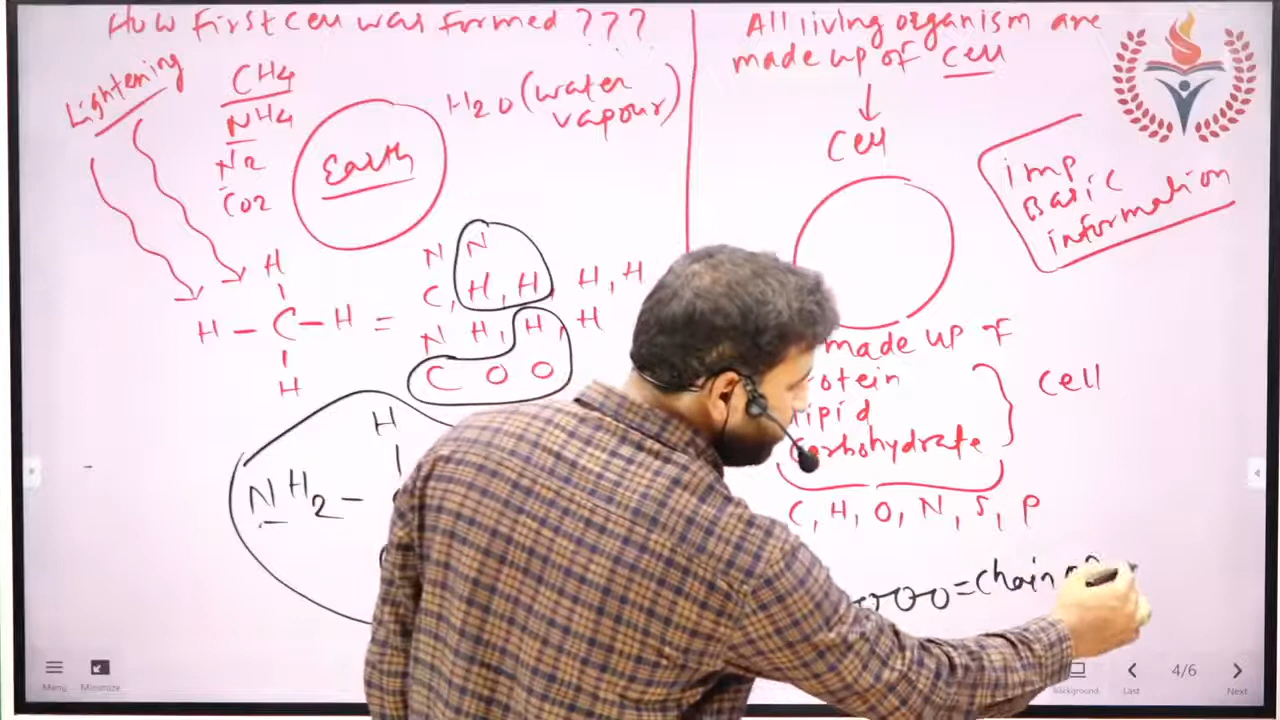 How First Cell was formed ???
Lightening
CH4
NH4
N2
CO2
Earth
H2O (water
vapour)
H
H - C - H =
H
N N
C, H, H, H, H
N H, H, H
C O O
H
NH2 -
All living organism are
made up of cell
Cell
imp
Basic
information
made up of
lipid
Carbohydrate
Cell
C, H, O, N, S, P
= Chain
Menu
Minimize
Background
Last
4/6
Next